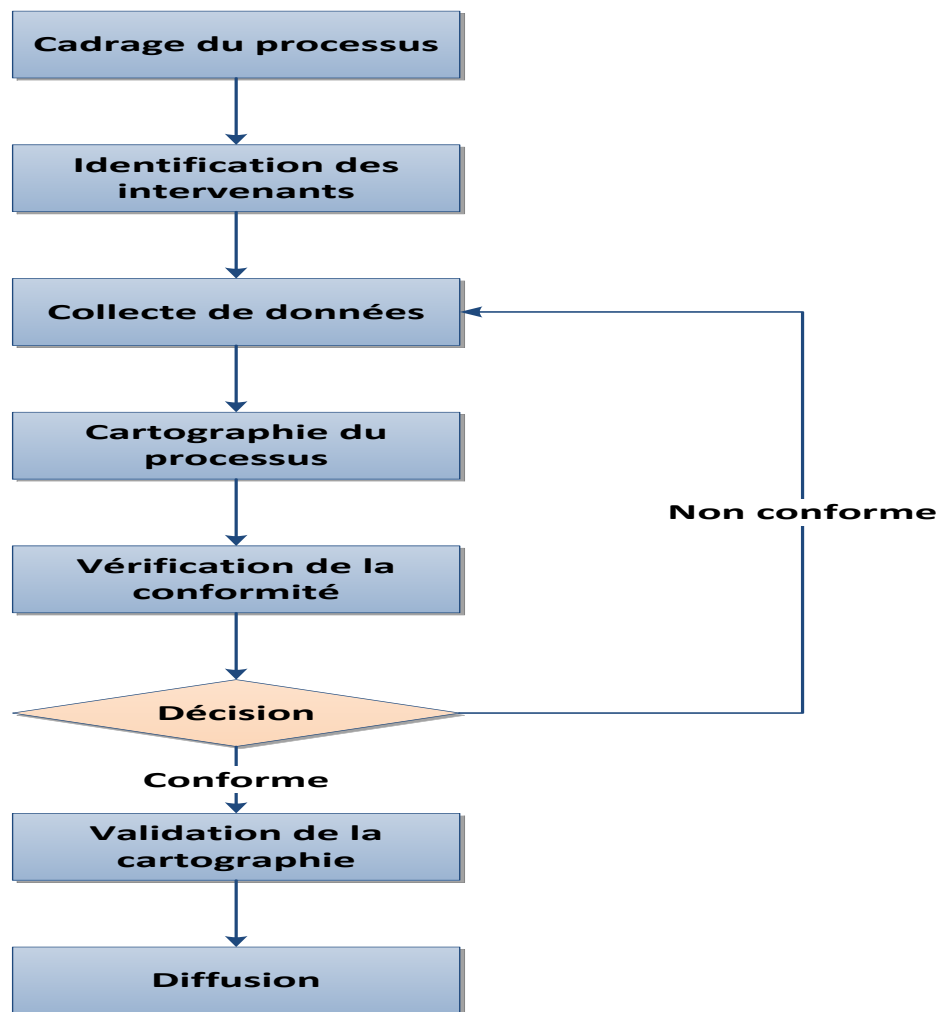 Cadrage du processus
Identification des
intervenants
Collecte de données
Cartographie du
processus
Non conforme
Vérification de la
conformité
Décision
Conforme
Validation de la
cartographie
Diffusion